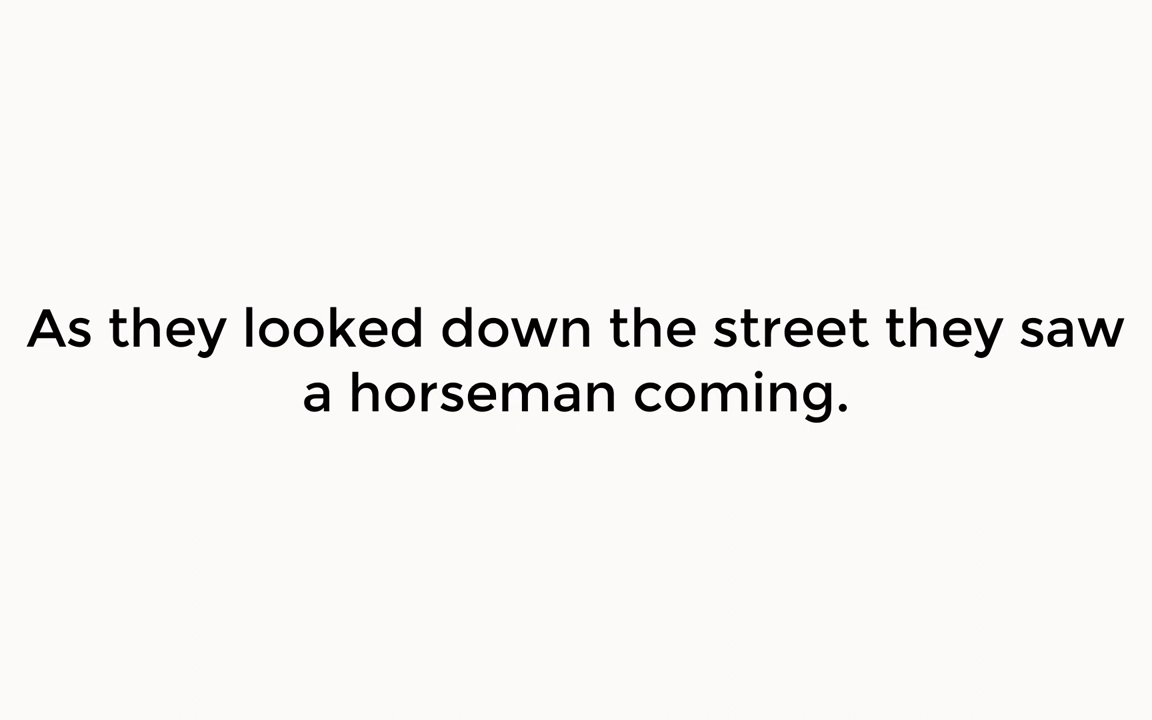 As they looked down the street they saw
a horseman coming.